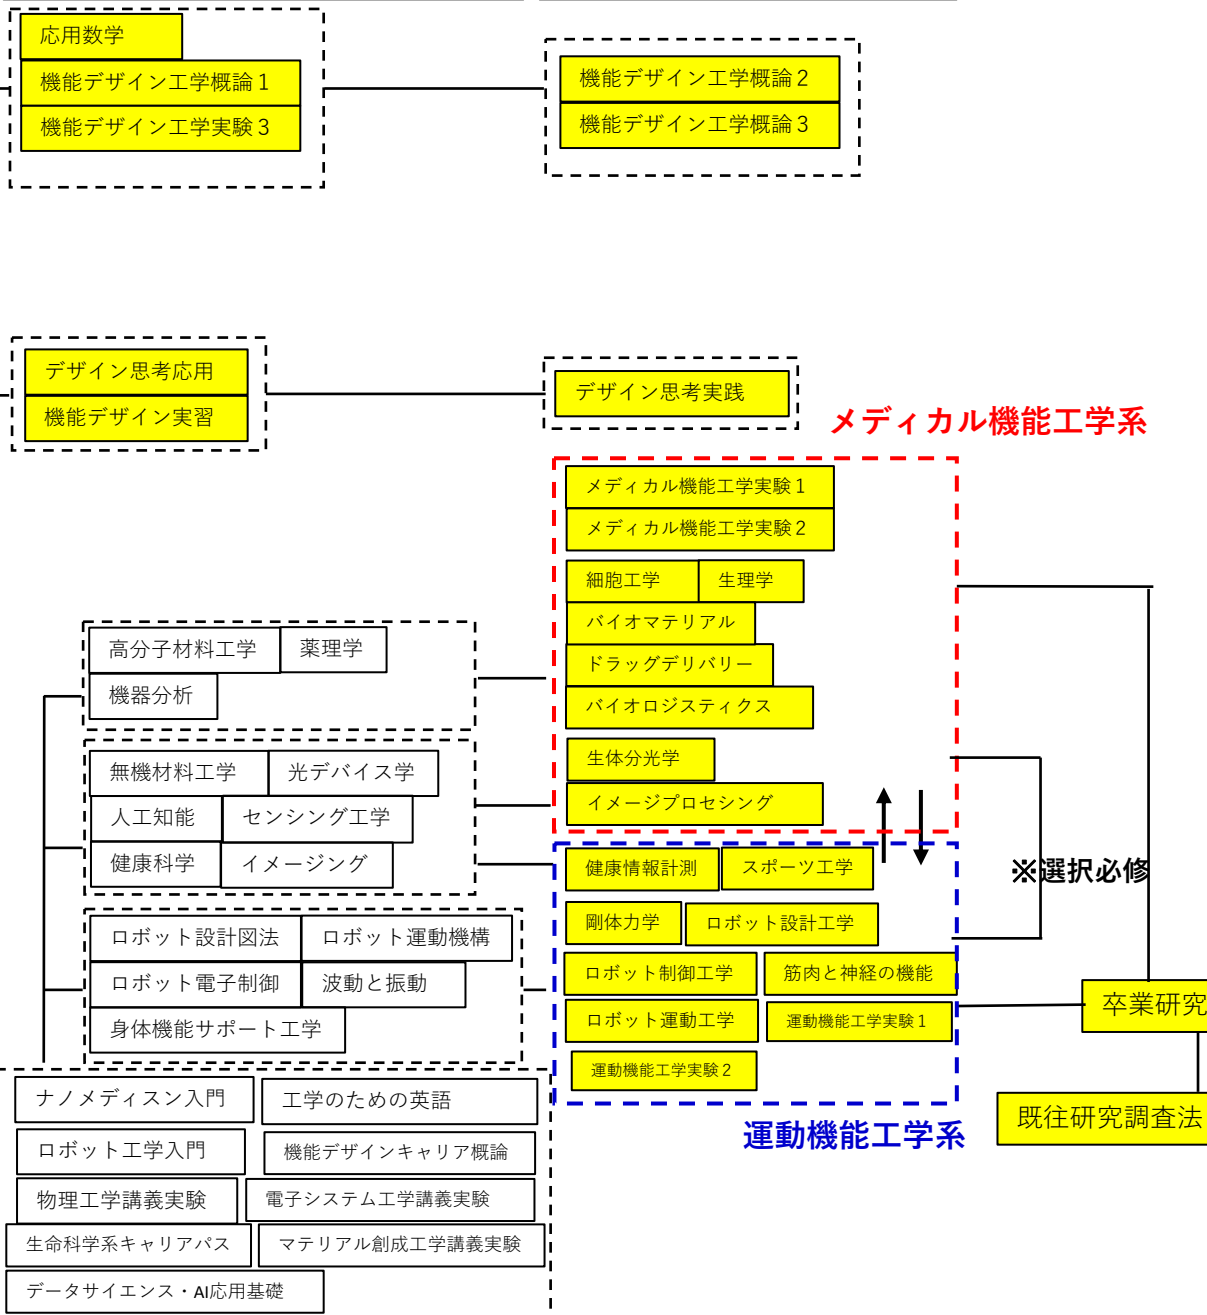 応用数学
機能デザイン工学概論１
機能デザイン工学実験３
機能デザイン工学概論２
機能デザイン工学概論３
デザイン思考応用
機能デザイン実習
デザイン思考実践
メディカル機能工学系
メディカル機能工学実験１
メディカル機能工学実験２
細胞工学 生理学
バイオマテリアル
ドラッグデリバリー
バイオロジスティクス
生体分光学
イメージプロセシング
高分子材料工学 薬理学
機器分析
無機材料工学 光デバイス学
人工知能 センシング工学
健康科学 イメージング
健康情報計測 スポーツ工学
剛体力学 ロボット設計工学
ロボット制御工学 筋肉と神経の機能
ロボット運動工学 運動機能工学実験１
運動機能工学実験２
運動機能工学系
※選択必修
ロボット設計図法 ロボット運動機構
ロボット電子制御 波動と振動
身体機能サポート工学
卒業研究
既往研究調査法
ナノメディスン入門 工学のための英語
ロボット工学入門 機能デザインキャリア概論
物理工学講義実験 電子システム工学講義実験
生命科学系キャリアパス マテリアル創成工学講義実験
データサイエンス・AI応用基礎